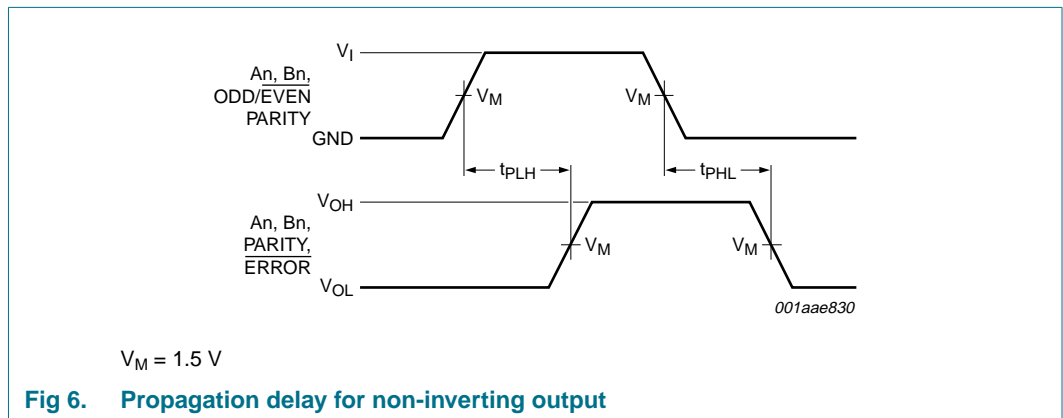 V_I
An, Bn,
ODD/EVEN
PARITY
V_M
V_M
GND
t_PLH
t_PHL
V_OH
An, Bn,
PARITY,
ERROR
V_M
V_M
V_OL
001aae830
V_M = 1.5 V
Fig 6. Propagation delay for non-inverting output